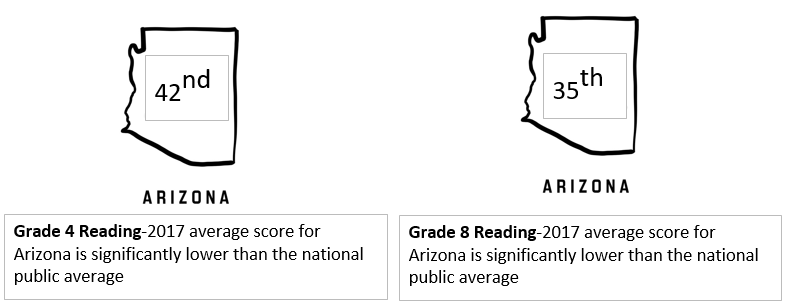 42nd
ARIZONA
Grade 4 Reading-2017 average score for
Arizona is significantly lower than the national
public average
35th
ARIZONA
Grade 8 Reading-2017 average score for
Arizona is significantly lower than the national
public average